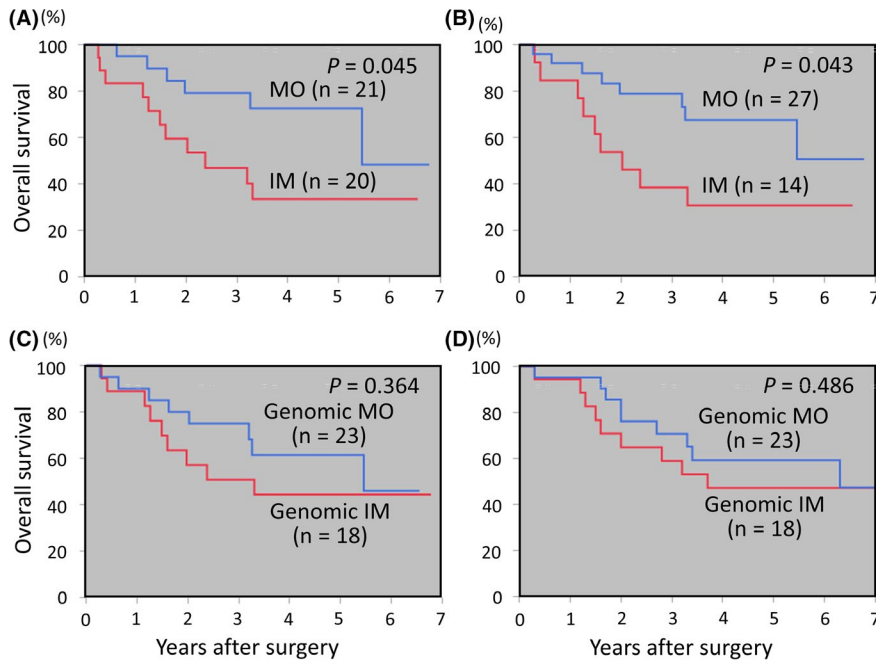 (A) (%)
100
80
60
40
20
0
0 1 2 3 4 5 6 7
Overall survival
P = 0.045
MO (n = 21)
IM (n = 20)
(B)
(%)
100
80
60
40
20
0
0 1 2 3 4 5 6 7
P = 0.043
MO (n = 27)
IM (n = 14)
(C) (%)
100
80
60
40
20
0
0 1 2 3 4 5 6 7
Overall survival
Years after surgery
P = 0.364
Genomic MO
(n = 23)
Genomic IM
(n = 18)
(D)
(%)
100
80
60
40
20
0
0 1 2 3 4 5 6 7
Years after surgery
P = 0.486
Genomic MO
(n = 23)
Genomic IM
(n = 18)